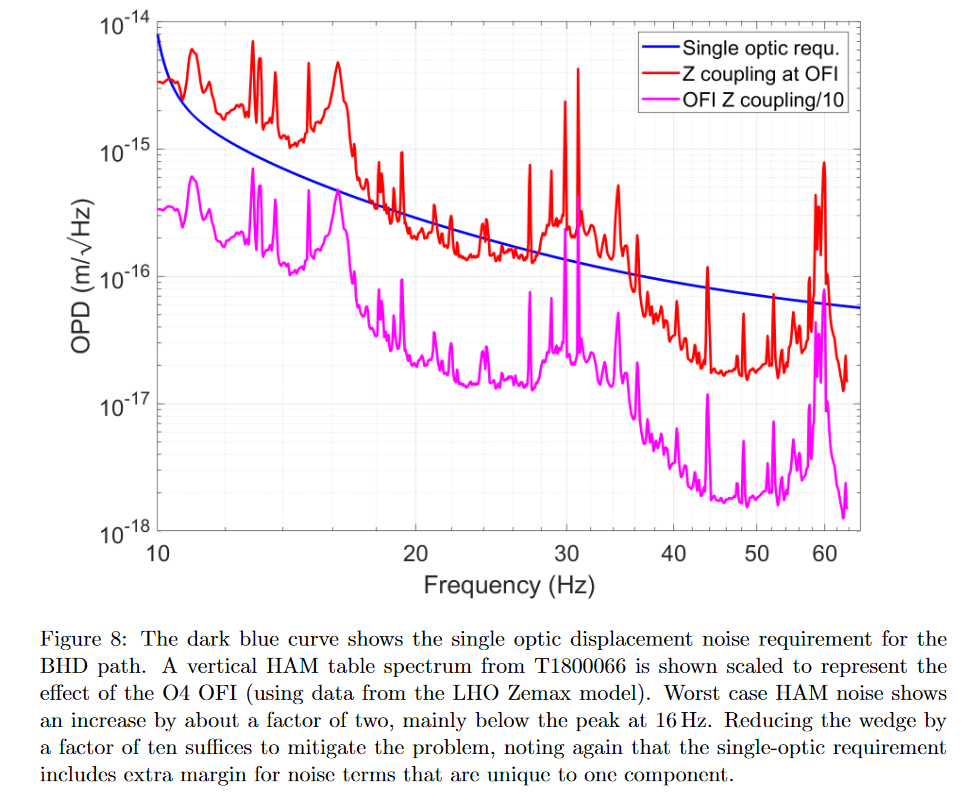 10^-14
10^-15
10^-16
10^-17
10^-18
OPD (m/√Hz)
Single optic requ.
Z coupling at OFI
OFI Z coupling/10
10 20 30 40 50 60
Frequency (Hz)
Figure 8: The dark blue curve shows the single optic displacement noise requirement for the
BHD path. A vertical HAM table spectrum from T1800066 is shown scaled to represent the
effect of the O4 OFI (using data from the LHO Zemax model). Worst case HAM noise shows
an increase by about a factor of two, mainly below the peak at 16 Hz. Reducing the wedge by
a factor of ten suffices to mitigate the problem, noting again that the single-optic requirement
includes extra margin for noise terms that are unique to one component.